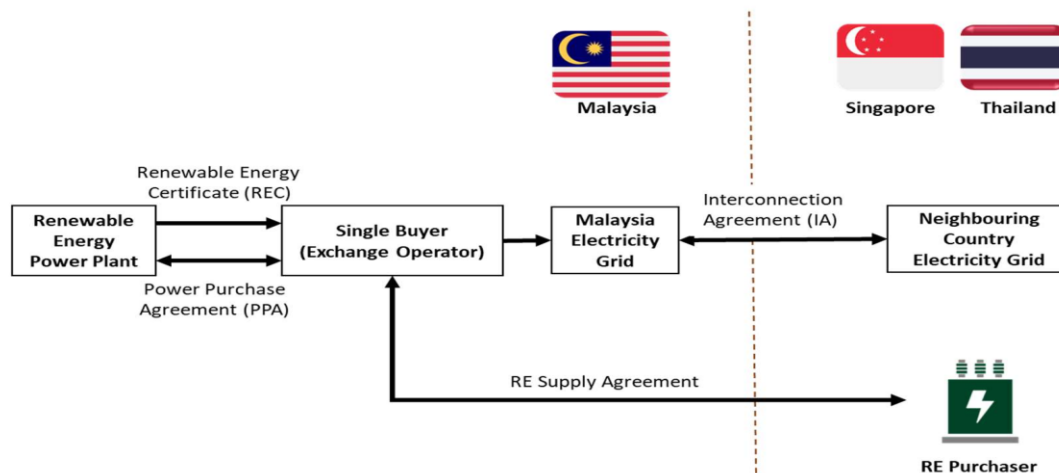 Malaysia
Singapore
Thailand
Renewable Energy
Certificate (REC)
Renewable
Energy
Power Plant
Power Purchase
Agreement (PPA)
Single Buyer
(Exchange Operator)
Malaysia
Electricity
Grid
Interconnection
Agreement (IA)
Neighbouring
Country
Electricity Grid
RE Supply Agreement
RE Purchaser